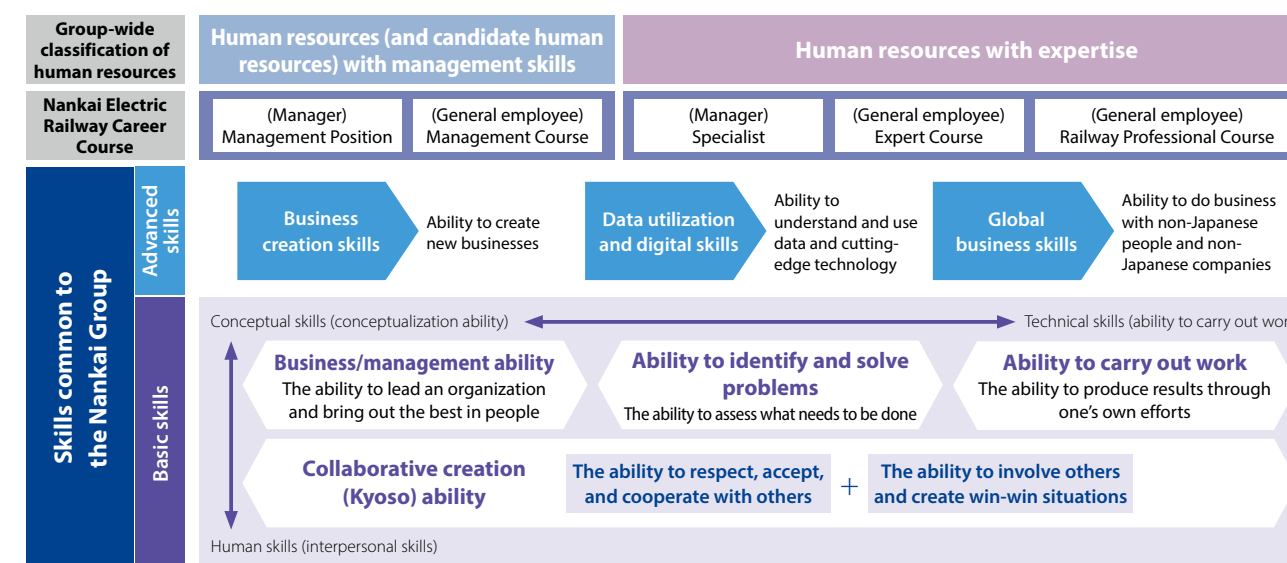 Group-wide
classification of
human resources
Human resources (and candidate human
resources) with management skills
Human resources with expertise
Nankai Electric
Railway Career
Course
(Manager)
Management Position
(General employee)
Management Course
(Manager)
Specialist
(General employee)
Expert Course
(General employee)
Railway Professional Course
Skills common to
the Nankai Group
Advanced
skills
Business
creation skills
Ability to create
new businesses
Data utilization
and digital skills
Ability to
understand and use
data and cutting-
edge technology
Global
business skills
Ability to do business
with non-Japanese
people and non-
Japanese companies
Basic skills
Conceptual skills (conceptualization ability)
Technical skills (ability to carry out
Business/management ability
The ability to lead an organization
and bring out the best in people
Ability to identify and solve
problems
The ability to assess what needs to be done
Ability to carry out work
The ability to produce results through
one's own efforts
Collaborative creation
(Kyoso) ability
The ability to respect, accept,
and cooperate with others
+
The ability to involve others
and create win-win situations
Human skills (interpersonal skills)